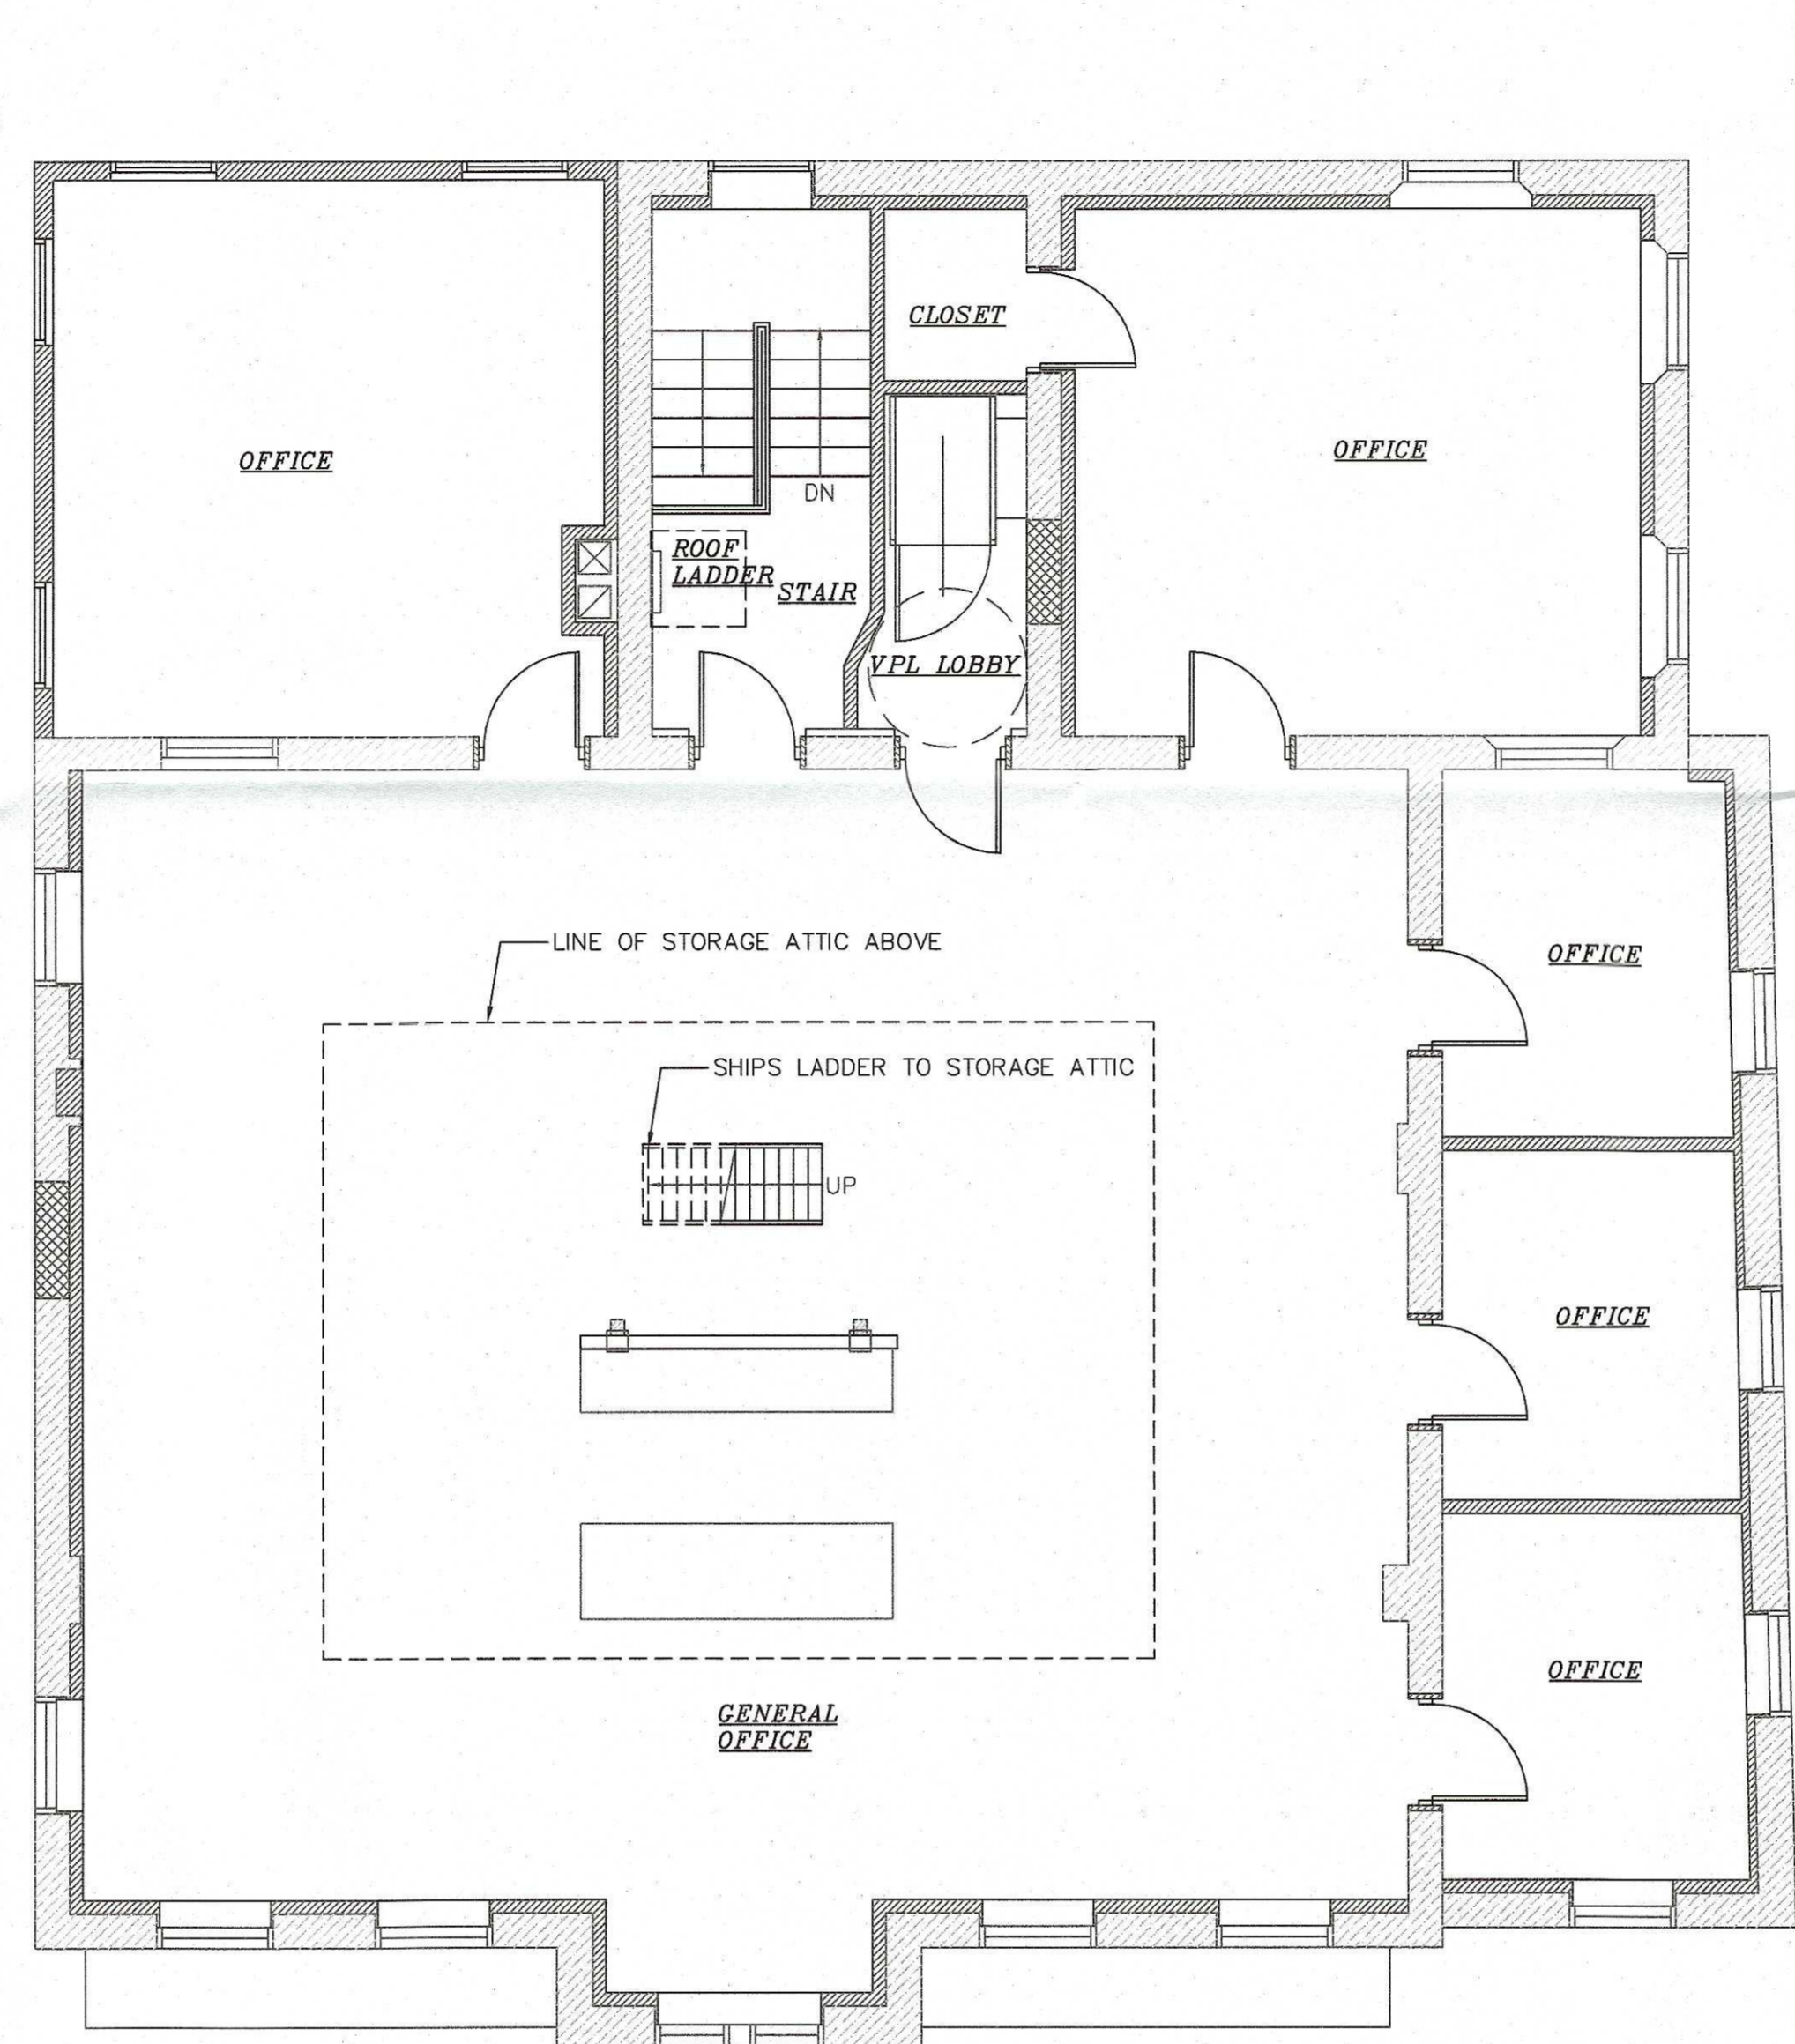 CLOSET
OFFICE
OFFICE
DN
ROOF
LADDER
STAIR
VPL LOBBY
LINE OF STORAGE ATTIC ABOVE
OFFICE
SHIPS LADDER TO STORAGE ATTIC
UP
OFFICE
OFFICE
GENERAL
OFFICE